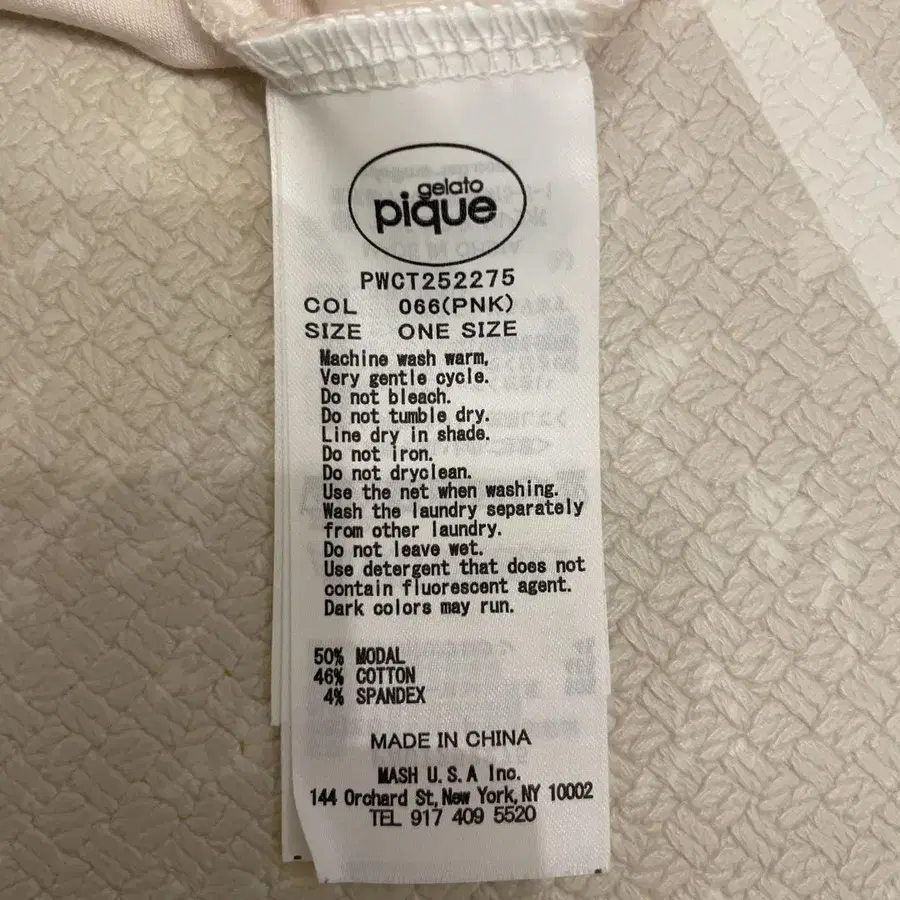 gelato
pique
PWCT252275
COL 066(PNK)
SIZE ONE SIZE
Machine wash warm,
Very gentle cycle.
Do not bleach.
Do not tumble dry.
Line dry in shade.
Do not iron.
Do not dryclean.
Use the net when washing.
Wash the laundry separately
from other laundry.
Do not leave wet.
Use detergent that does not
contain fluorescent agent.
Dark colors may run.
50% MODAL
46% COTTON
4% SPANDEX
MADE IN CHINA
MASH U.S.A Inc.
144 Orchard St, New York, NY 10002
TEL 917 409 5520